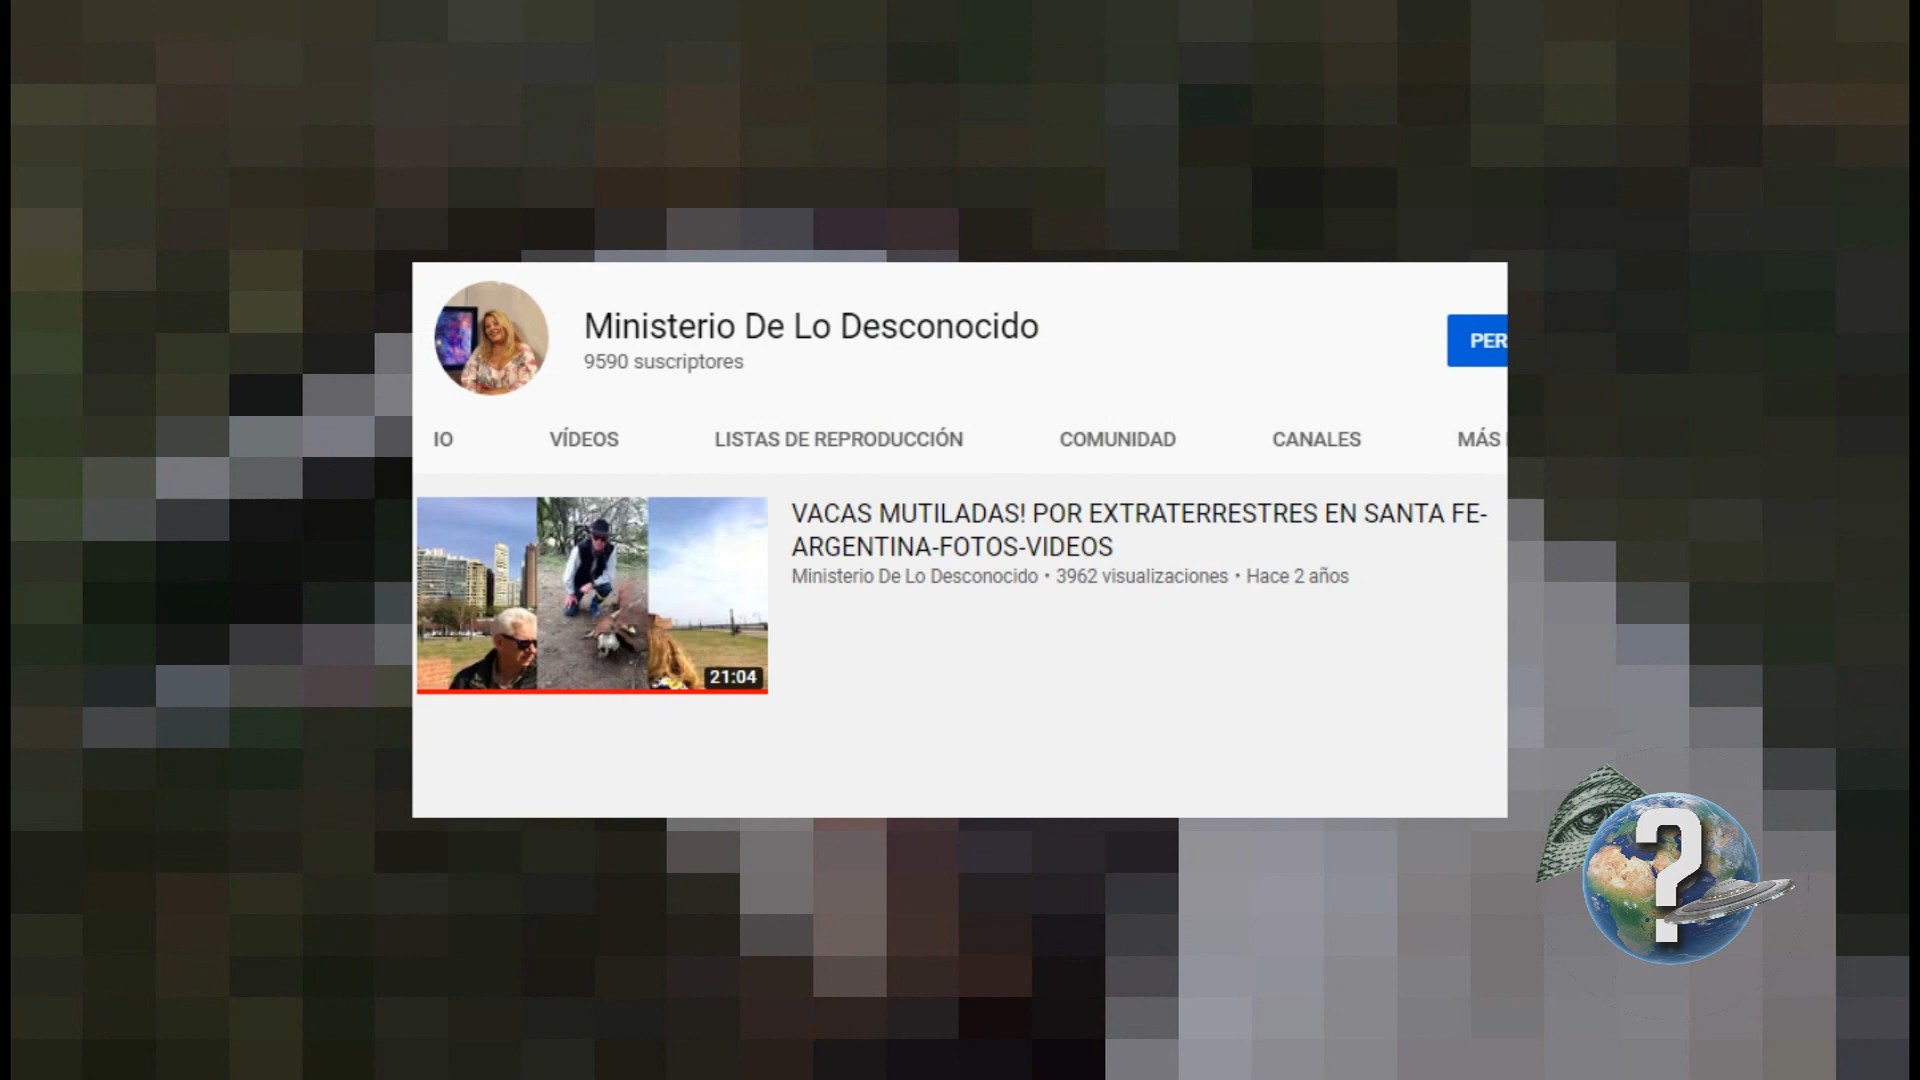 Ministerio De Lo Desconocido
9590 suscriptores
PER
IO VÍDEOS LISTAS DE REPRODUCCIÓN COMUNIDAD CANALES MÁS
VACAS MUTILADAS! POR EXTRATERRESTRES EN SANTA FE-
ARGENTINA-FOTOS-VIDEOS
Ministerio De Lo Desconocido • 3962 visualizaciones • Hace 2 años
21:04
?